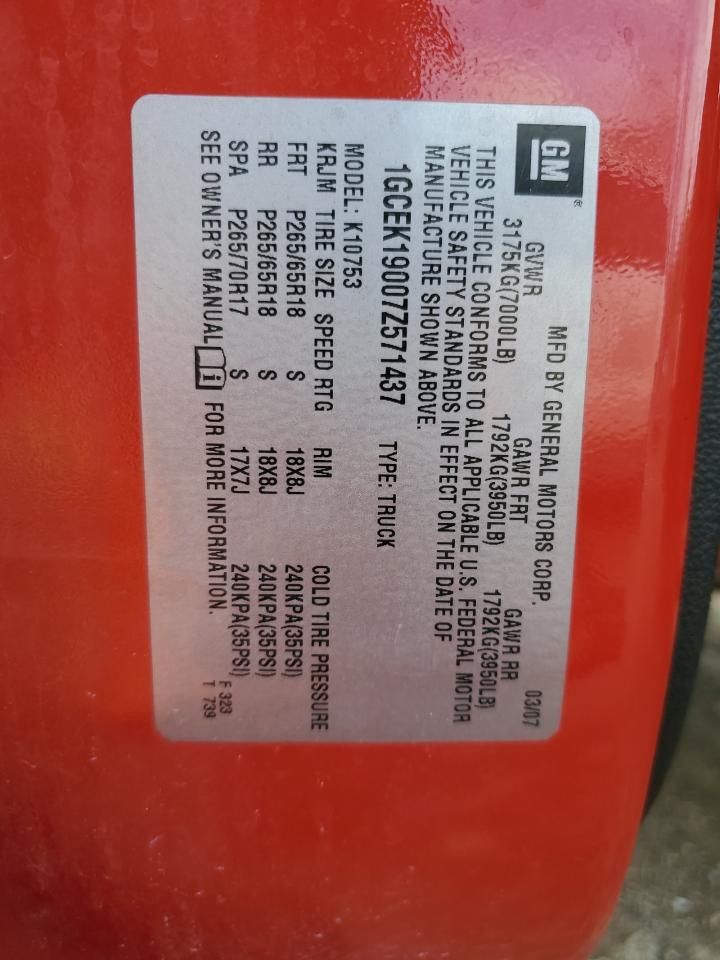 GM ®
MFD BY GENERAL MOTORS CORP. 03/07
GVWR GAWR FRT GAWR RR
3175KG(7000LB) 1792KG(3950LB) 1792KG(3950LB)
THIS VEHICLE CONFORMS TO ALL APPLICABLE U.S. FEDERAL MOTOR
VEHICLE SAFETY STANDARDS IN EFFECT ON THE DATE OF
MANUFACTURE SHOWN ABOVE.
1GCEK19007Z571437 TYPE: TRUCK
MODEL: K10753
KRJM TIRE SIZE SPEED RTG RIM COLD TIRE PRESSURE
FRT P265/65R18 S 18X8J 240KPA(35PSI)
RR P265/65R18 S 18X8J 240KPA(35PSI)
SPA P265/70R17 S 17X7J 240KPA(35PSI)
SEE OWNER'S MANUAL i FOR MORE INFORMATION.
F 323
T 739